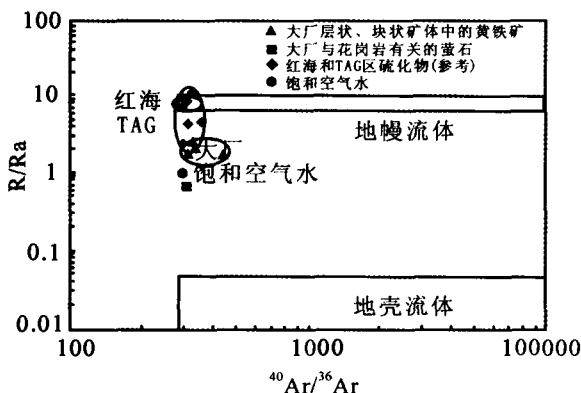 100
▲ 大厂层状、块状矿体中的黄铁矿
■ 大厂与花岗岩有关的萤石
◆ 红海和TAG区硫化物(参考)
● 饱和空气水
10
红海
TAG
地幔流体
大厂
饱和空气水
R/Ra
1
0.1
地壳流体
0.01
100
1000
100000
⁴⁰Ar/³⁶Ar